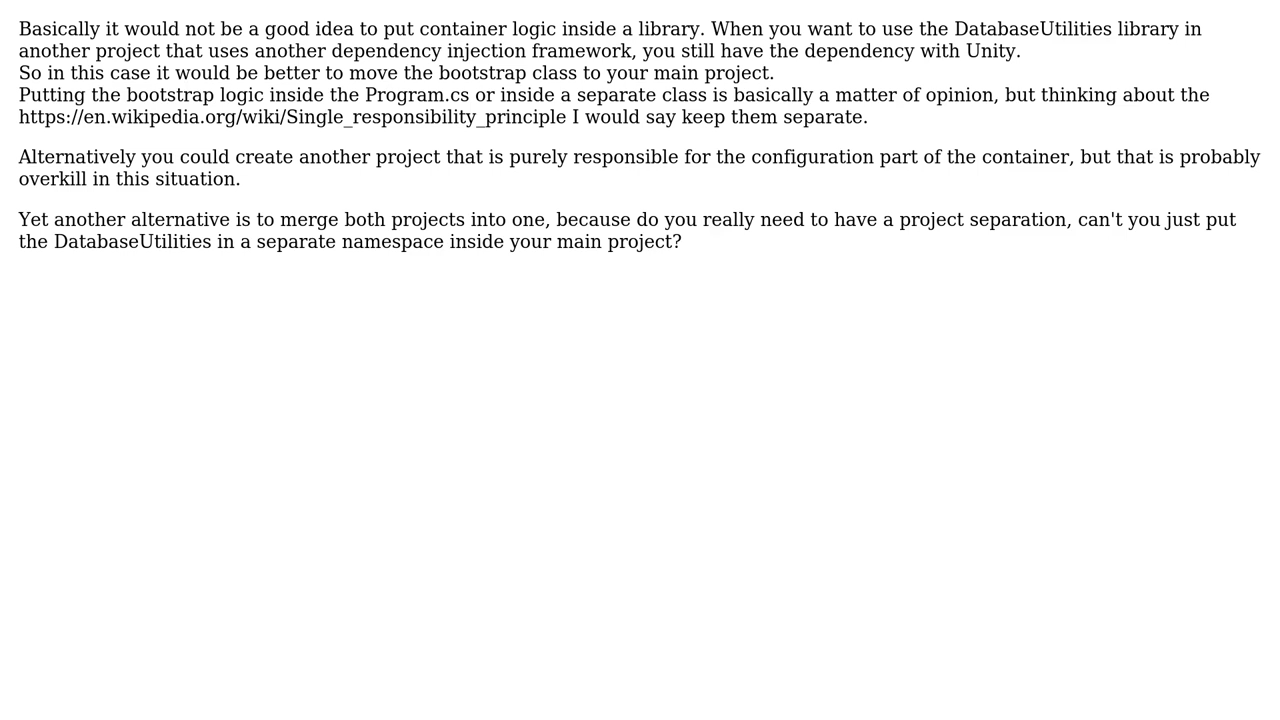 Basically it would not be a good idea to put container logic inside a library. When you want to use the DatabaseUtilities library in
another project that uses another dependency injection framework, you still have the dependency with Unity.
So in this case it would be better to move the bootstrap class to your main project.
Putting the bootstrap logic inside the Program.cs or inside a separate class is basically a matter of opinion, but thinking about the
https://en.wikipedia.org/wiki/Single_responsibility_principle I would say keep them separate.
Alternatively you could create another project that is purely responsible for the configuration part of the container, but that is probably
overkill in this situation.
Yet another alternative is to merge both projects into one, because do you really need to have a project separation, can't you just put
the DatabaseUtilities in a separate namespace inside your main project?